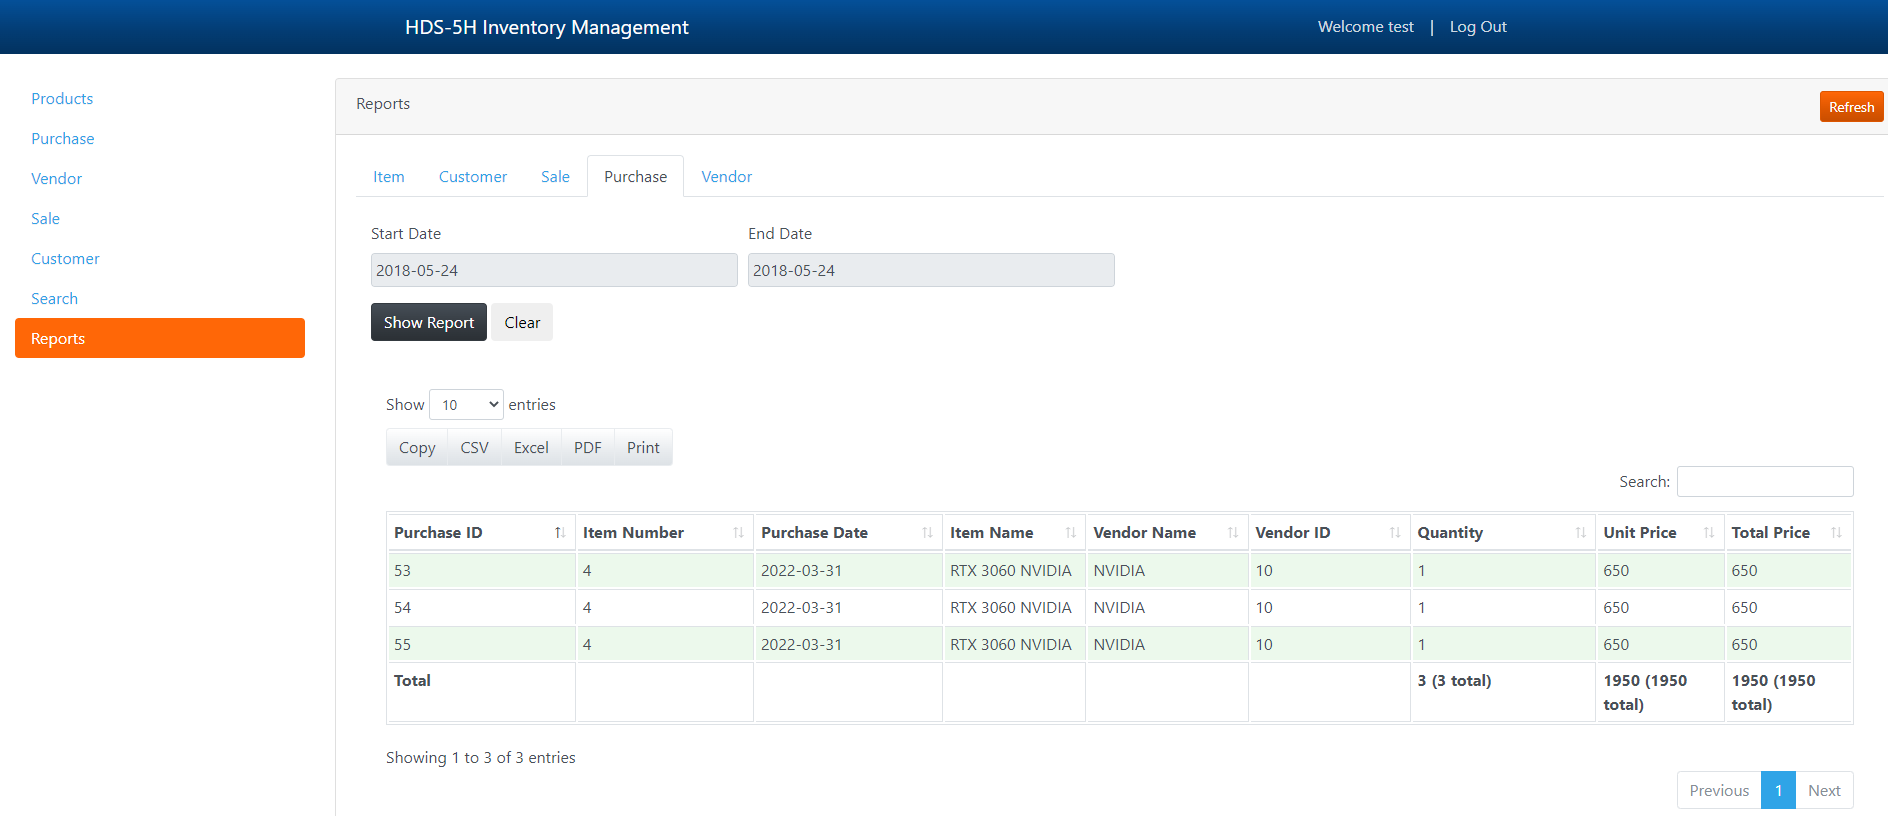 HDS-5H Inventory Management Welcome test | Log Out
Products
Purchase
Vendor
Sale
Customer
Search
Reports
Reports Refresh
Item Customer Sale Purchase Vendor
Start Date End Date
2018-05-24 2018-05-24
Show Report Clear
Show 10 entries
Copy CSV Excel PDF Print
Search:
Purchase ID Item Number Purchase Date Item Name Vendor Name Vendor ID Quantity Unit Price Total Price
53 4 2022-03-31 RTX 3060 NVIDIA NVIDIA 10 1 650 650
54 4 2022-03-31 RTX 3060 NVIDIA NVIDIA 10 1 650 650
55 4 2022-03-31 RTX 3060 NVIDIA NVIDIA 10 1 650 650
Total 3 (3 total) 1950 (1950 total) 1950 (1950 total)
Showing 1 to 3 of 3 entries
Previous 1 Next